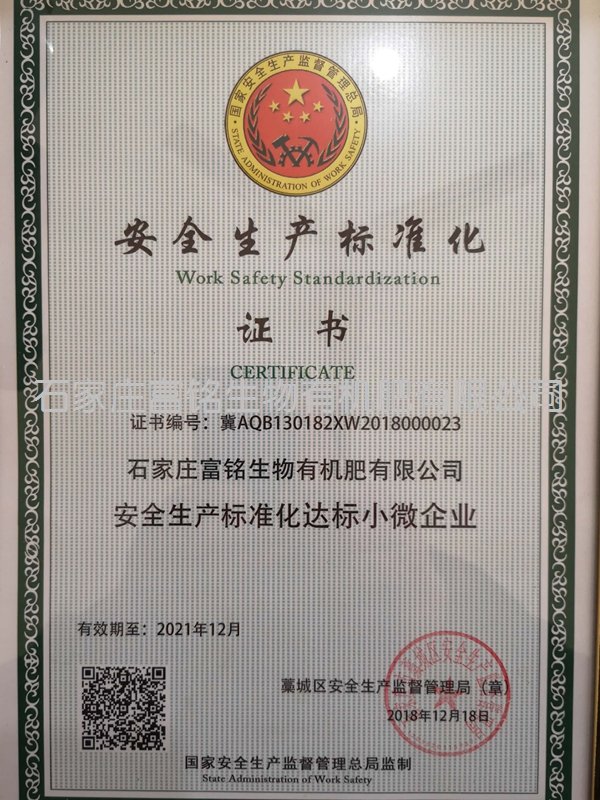 国家安全生产监督管理总局
STATE ADMINISTRATION OF WORK SAFETY
安全生产标准化
Work Safety Standardization
证书
CERTIFICATE
石家庄富铭生物有机肥有限公司
证书编号：冀AQB130182XW2018000023
石家庄富铭生物有机肥有限公司
安全生产标准化达标小微企业
有效期至：2021年12月
藁城区安全生产监督管理局（章）
2018年12月18日
国家安全生产监督管理总局监制
State Administration of Work Safety